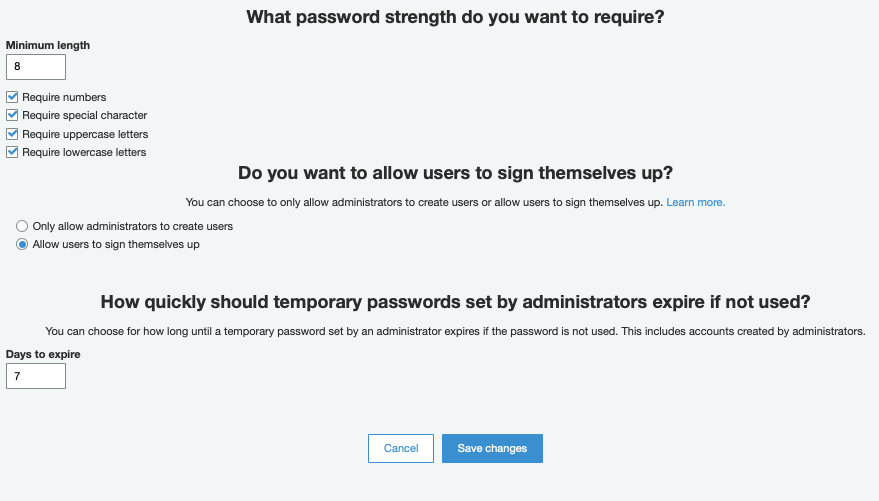 What password strength do you want to require?
Minimum length
8
Require numbers
Require special character
Require uppercase letters
Require lowercase letters
Do you want to allow users to sign themselves up?
You can choose to only allow administrators to create users or allow users to sign themselves up. Learn more.
Only allow administrators to create users
Allow users to sign themselves up
How quickly should temporary passwords set by administrators expire if not used?
You can choose for how long until a temporary password set by an administrator expires if the password is not used. This includes accounts created by administrators.
Days to expire
7
Cancel Save changes